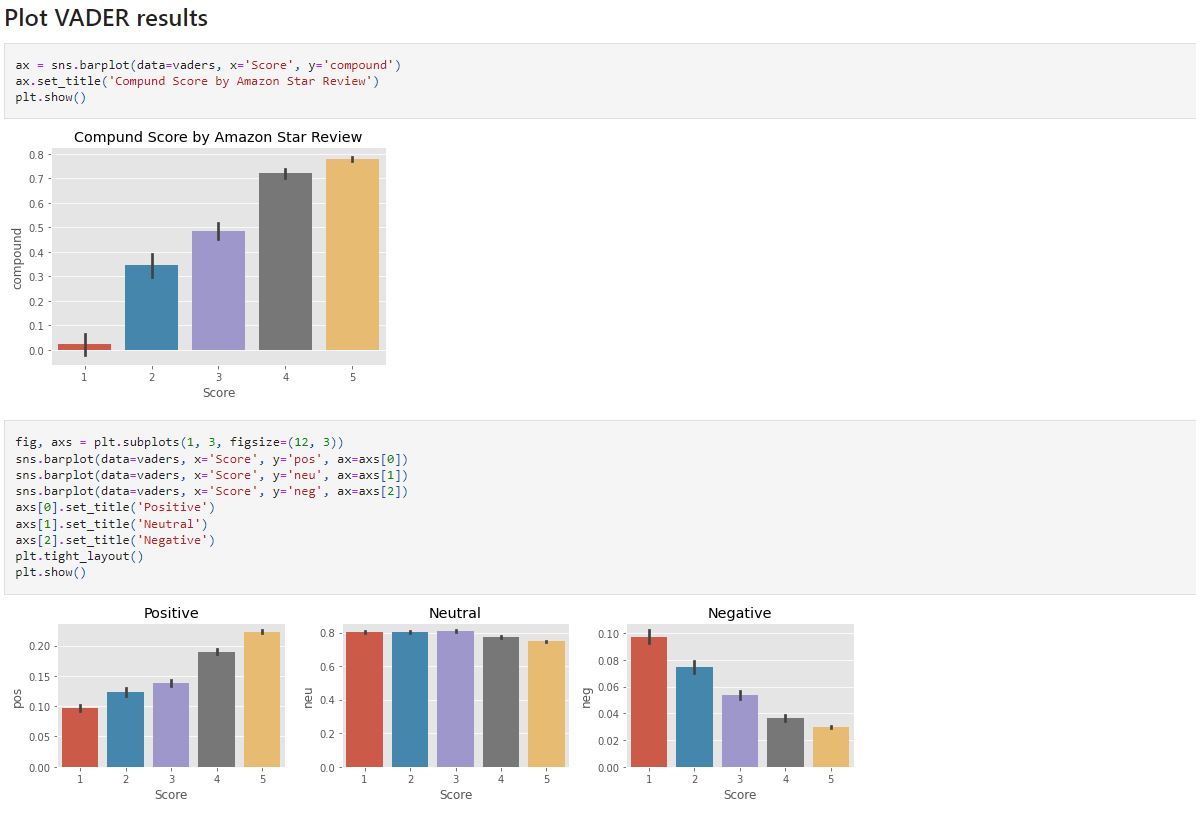 Plot VADER results
ax = sns.barplot(data=vaders, x='Score', y='compound')
ax.set_title('Compund Score by Amazon Star Review')
plt.show()
Compund Score by Amazon Star Review
0.8
0.7
0.6
0.5
0.4
0.3
0.2
0.1
0.0
compound
1 2 3 4 5
Score
fig, axs = plt.subplots(1, 3, figsize=(12, 3))
sns.barplot(data=vaders, x='Score', y='pos', ax=axs[0])
sns.barplot(data=vaders, x='Score', y='neu', ax=axs[1])
sns.barplot(data=vaders, x='Score', y='neg', ax=axs[2])
axs[0].set_title('Positive')
axs[1].set_title('Neutral')
axs[2].set_title('Negative')
plt.tight_layout()
plt.show()
Positive
0.20
0.15
0.10
0.05
0.00
pos
1 2 3 4 5
Score
Neutral
0.8
0.6
0.4
0.2
0.0
neu
1 2 3 4 5
Score
Negative
0.10
0.08
0.06
0.04
0.02
0.00
neg
1 2 3 4 5
Score